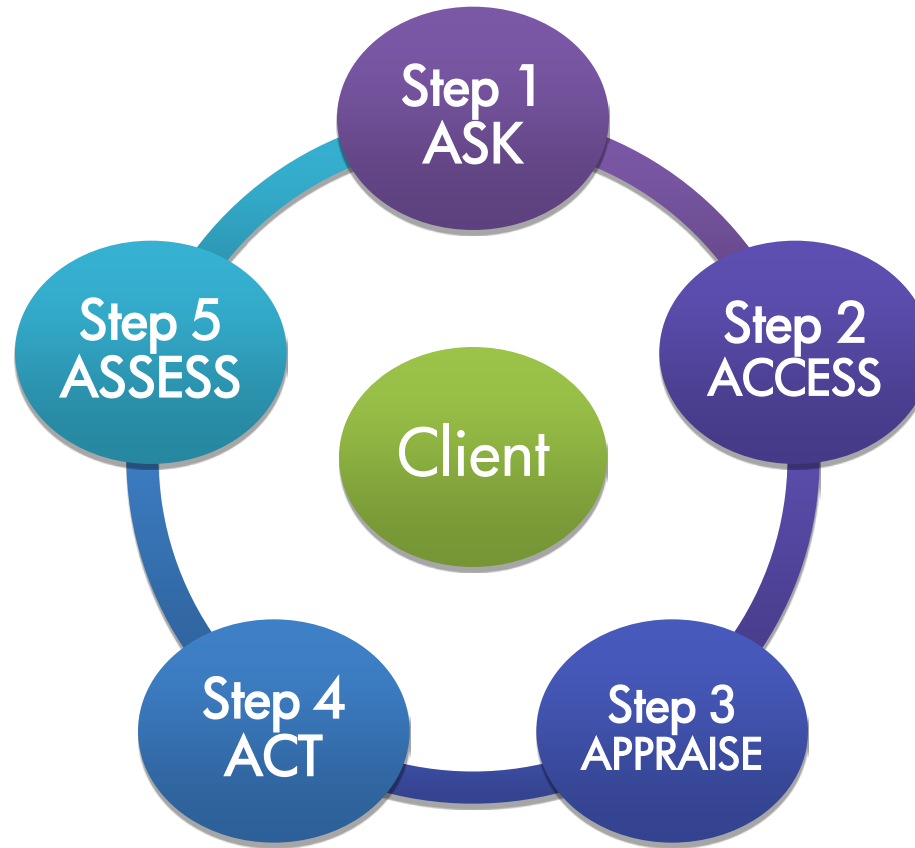 Step 1
ASK
Step 2
ACCESS
Step 3
APPRAISE
Step 4
ACT
Step 5
ASSESS
Client